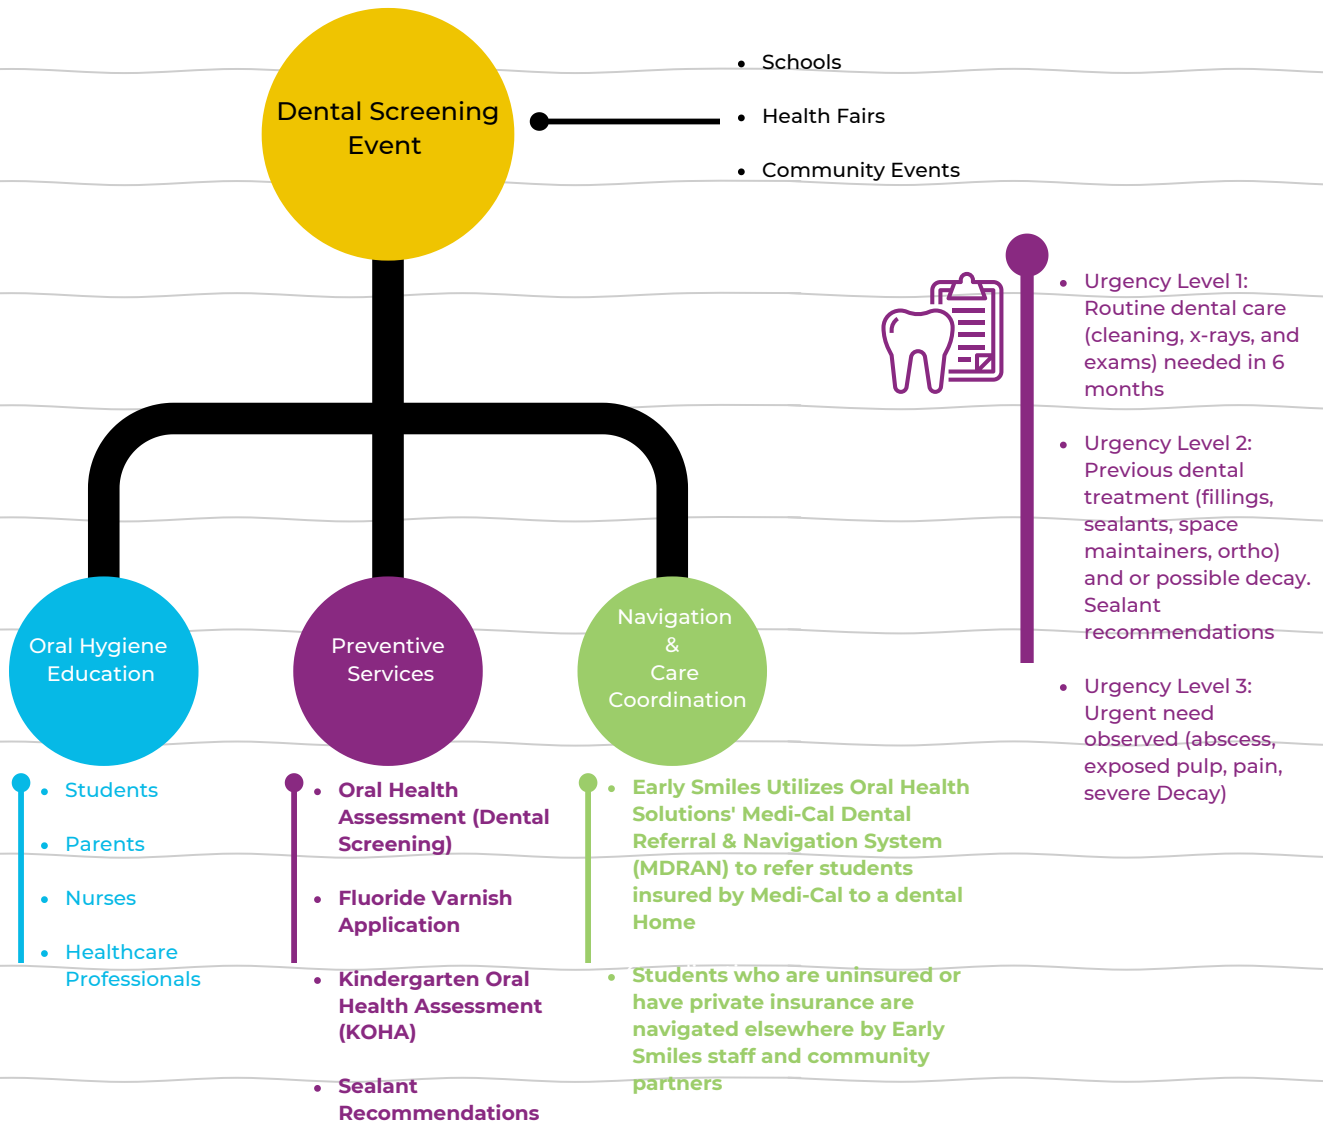 Dental Screening
Event
• Schools
• Health Fairs
• Community Events
• Urgency Level 1:
Routine dental care
(cleaning, x-rays, and
exams) needed in 6
months
• Urgency Level 2:
Previous dental
treatment (fillings,
sealants, space
maintainers, ortho)
and or possible decay.
Sealant
recommendations
• Urgency Level 3:
Urgent need
observed (abscess,
exposed pulp, pain,
severe Decay)
Oral Hygiene
Education
• Students
• Parents
• Nurses
• Healthcare
Professionals
Preventive
Services
• Oral Health
Assessment (Dental
Screening)
• Fluoride Varnish
Application
• Kindergarten Oral
Health Assessment
(KOHA)
• Sealant
Recommendations
Navigation
&
Care
Coordination
• Early Smiles Utilizes Oral Health
Solutions' Medi-Cal Dental
Referral & Navigation System
(MDRAN) to refer students
insured by Medi-Cal to a dental
Home
• Students who are uninsured or
have private insurance are
navigated elsewhere by Early
Smiles staff and community
partners